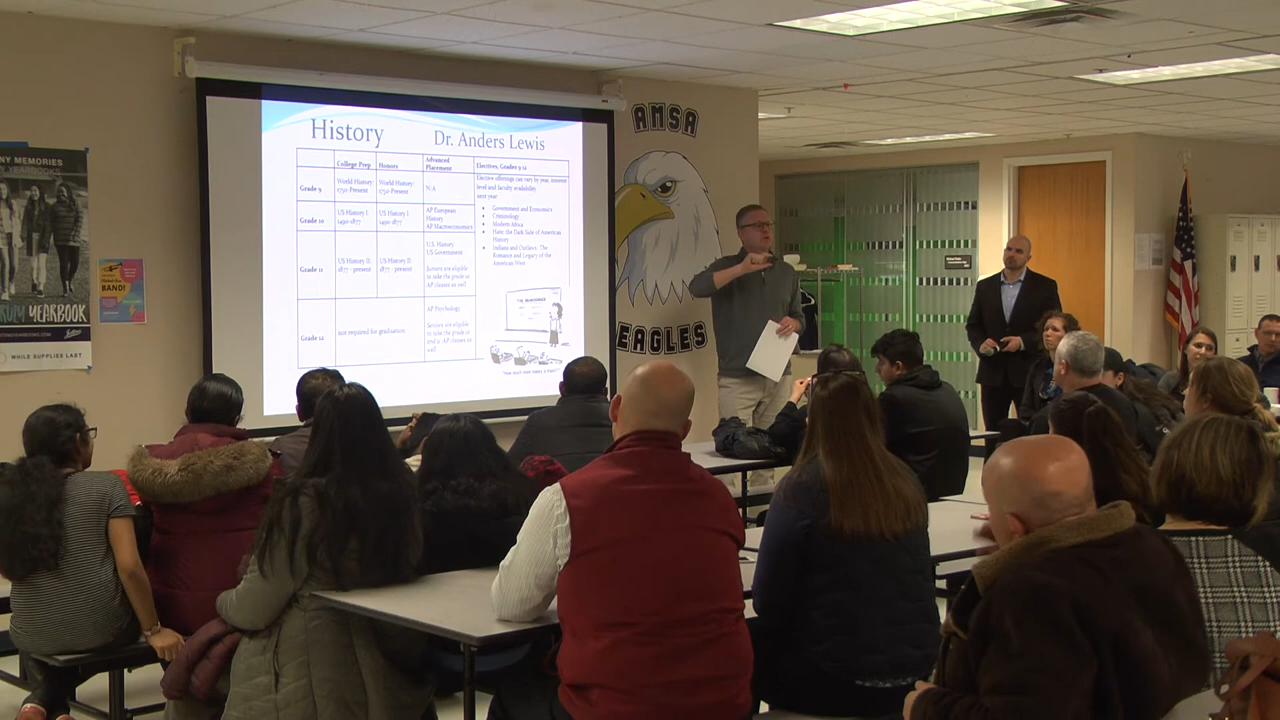 History
Dr. Anders Lewis
College Prep
Honors
Advanced
Placement
Electives, Grades 9-12
Grade 9
World History:
1750-Present
World History:
1750-Present
N/A
Elective offerings can vary by year, interest
level and faculty availability
next year
Grade 10
US History I:
1490-1877
US History I:
1490-1877
AP European
History
AP Macroeconomics
• Government and Economics
• Criminology
• Modern Africa
• Hate: the Dark Side of American
History
• Indians and Outlaws: The
Romance and Legacy of the
American West
Grade 11
US History II:
1877 - present
US History II:
1877 - present
U.S. History
US Government
Juniors are eligible
to take the grade 10
AP classes as well
Grade 12
not required for graduation
AP Psychology
Seniors are eligible
to take the grade 10
and 11 AP classes as
well
AMSA
EAGLES
MEMORIES
YEARBOOKS
YEARBOOK
WHILE SUPPLIES LAST
BAND!